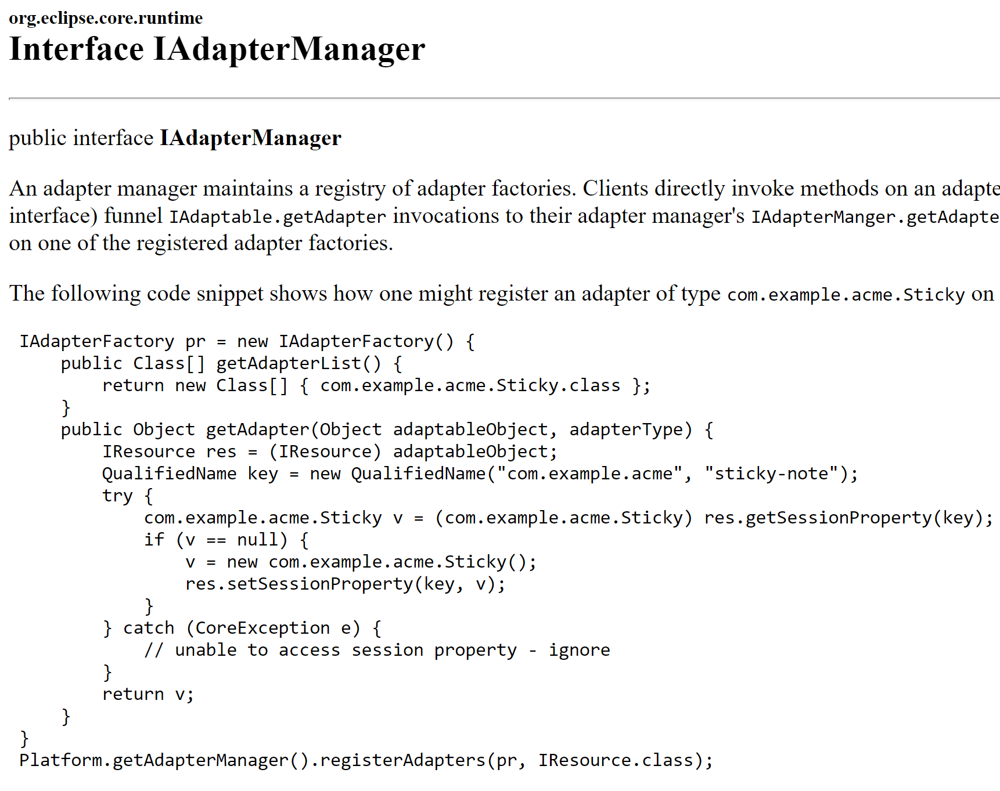 org.eclipse.core.runtime
Interface IAdapterManager
public interface IAdapterManager
An adapter manager maintains a registry of adapter factories. Clients directly invoke methods on an adapte
interface) funnel IAdaptable.getAdapter invocations to their adapter manager's IAdapterManger.getAdapte
on one of the registered adapter factories.
The following code snippet shows how one might register an adapter of type com.example.acme.Sticky on
IAdapterFactory pr = new IAdapterFactory() {
    public Class[] getAdapterList() {
        return new Class[] { com.example.acme.Sticky.class };
    }
    public Object getAdapter(Object adaptableObject, adapterType) {
        IResource res = (IResource) adaptableObject;
        QualifiedName key = new QualifiedName("com.example.acme", "sticky-note");
        try {
            com.example.acme.Sticky v = (com.example.acme.Sticky) res.getSessionProperty(key);
            if (v == null) {
                v = new com.example.acme.Sticky();
                res.setSessionProperty(key, v);
            }
        } catch (CoreException e) {
            // unable to access session property - ignore
        }
        return v;
    }
}
Platform.getAdapterManager().registerAdapters(pr, IResource.class);